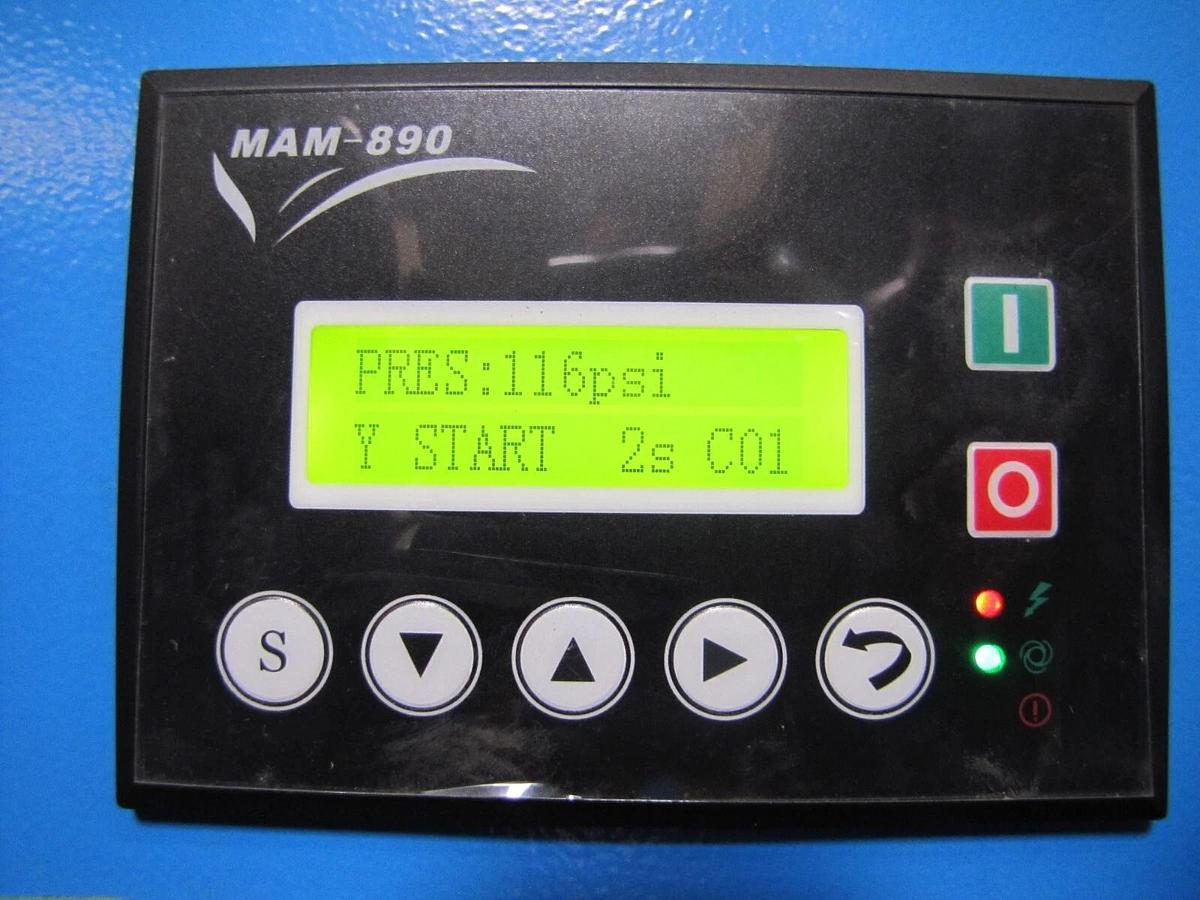 MAM-890
PRES:116psi
Y START 2s C01
S